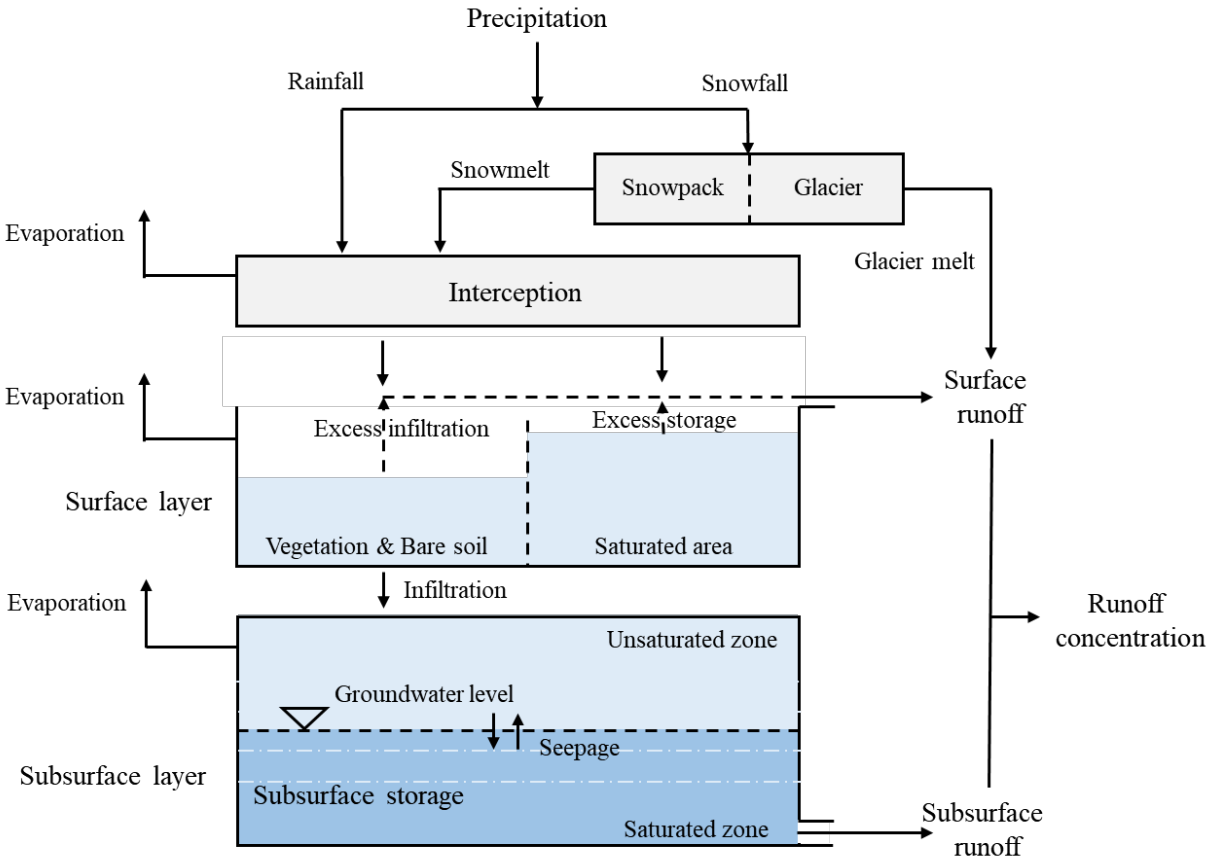 Precipitation
Rainfall
Snowfall
Snowmelt
Snowpack
Glacier
Evaporation
Glacier melt
Interception
Evaporation
Surface
runoff
Excess infiltration
Excess storage
Surface layer
Vegetation & Bare soil
Saturated area
Evaporation
Infiltration
Runoff
concentration
Unsaturated zone
Groundwater level
Seepage
Subsurface layer
Subsurface storage
Saturated zone
Subsurface
runoff